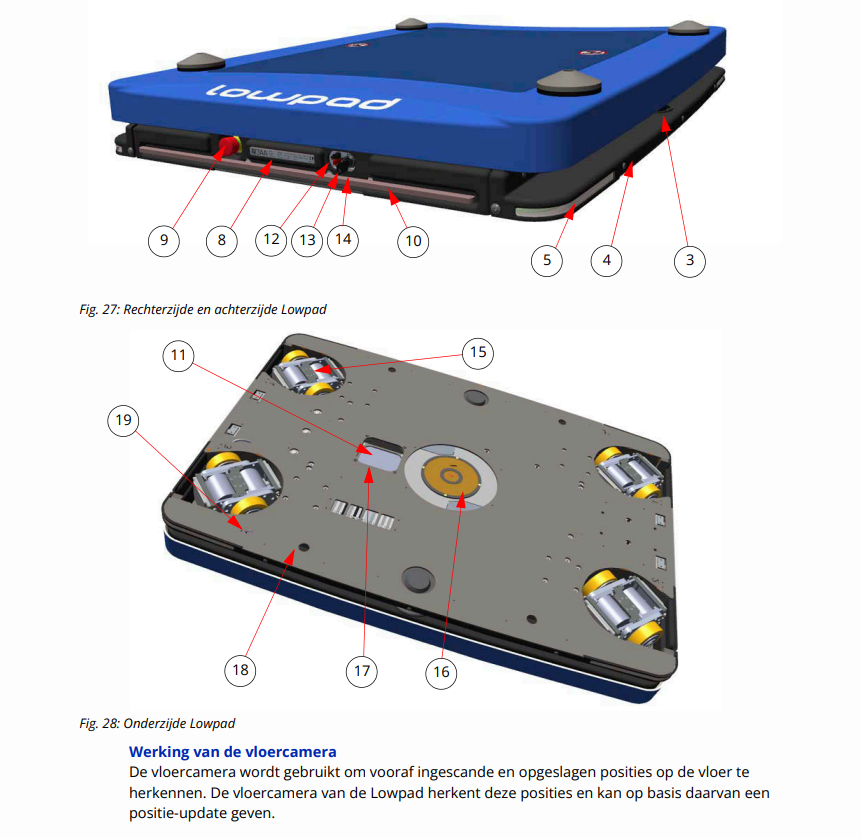 lowpad
9
8
12
13
14
10
5
4
3
Fig. 27: Rechterzijde en achterzijde Lowpad
11
15
19
18
17
16
Fig. 28: Onderzijde Lowpad
Werking van de vloercamera
De vloercamera wordt gebruikt om vooraf ingescande en opgeslagen posities op de vloer te
herkennen. De vloercamera van de Lowpad herkent deze posities en kan op basis daarvan een
positie-update geven.